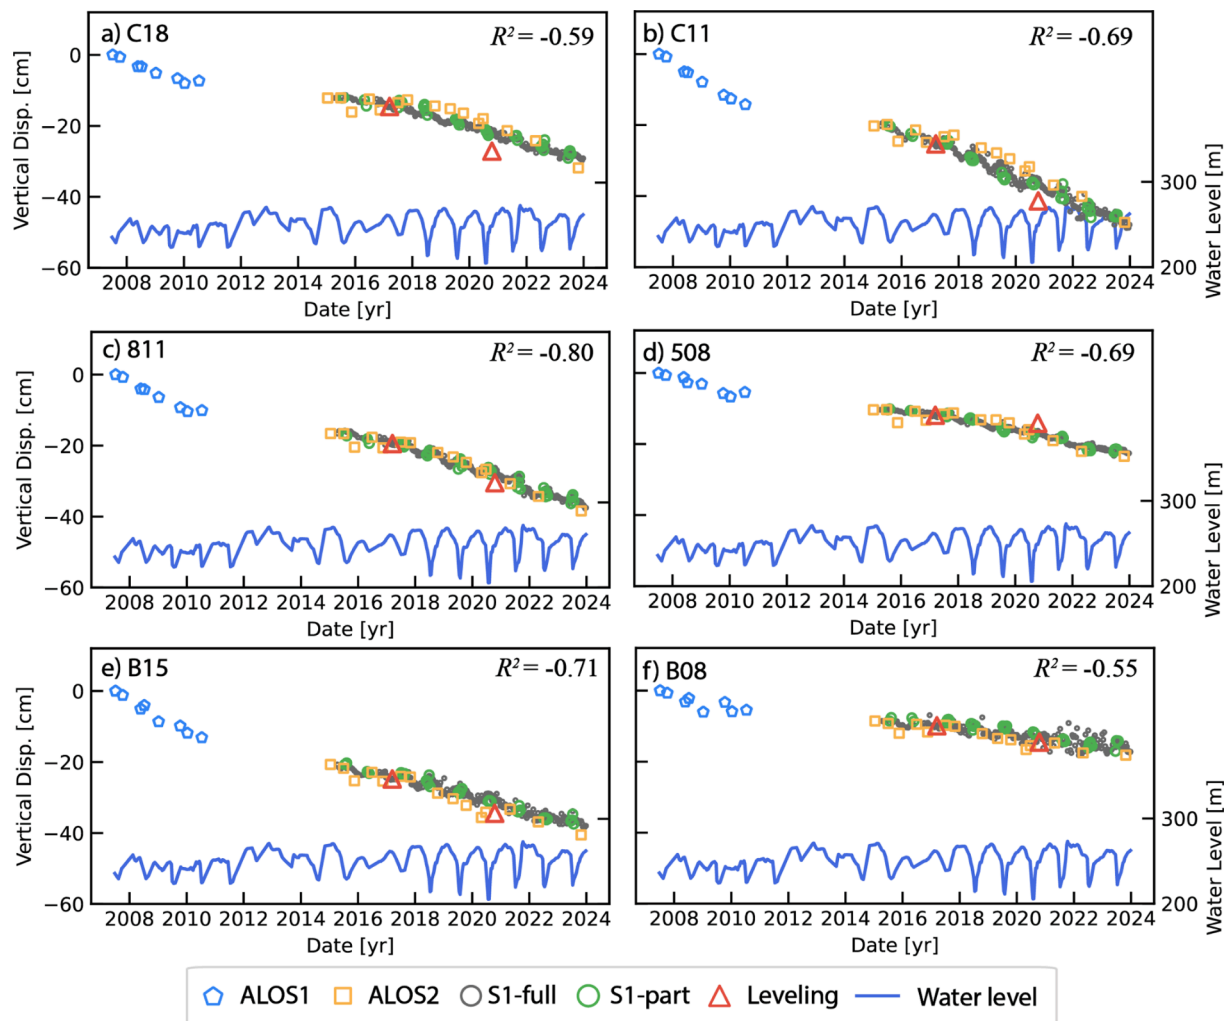 a) C18
R² = -0.59
Vertical Disp. [cm]
0
−20
−40
−60
2008 2010 2012 2014 2016 2018 2020 2022 2024
Date [yr]
b) C11
R² = -0.69
300
200
Water Level [m]
2008 2010 2012 2014 2016 2018 2020 2022 2024
Date [yr]
c) 811
R² = -0.80
Vertical Disp. [cm]
0
−20
−40
−60
2008 2010 2012 2014 2016 2018 2020 2022 2024
Date [yr]
d) 508
R² = -0.69
300
200
Water Level [m]
2008 2010 2012 2014 2016 2018 2020 2022 2024
Date [yr]
e) B15
R² = -0.71
Vertical Disp. [cm]
0
−20
−40
−60
2008 2010 2012 2014 2016 2018 2020 2022 2024
Date [yr]
f) B08
R² = -0.55
300
200
Water Level [m]
2008 2010 2012 2014 2016 2018 2020 2022 2024
Date [yr]
ALOS1 ALOS2 S1-full S1-part Leveling Water level